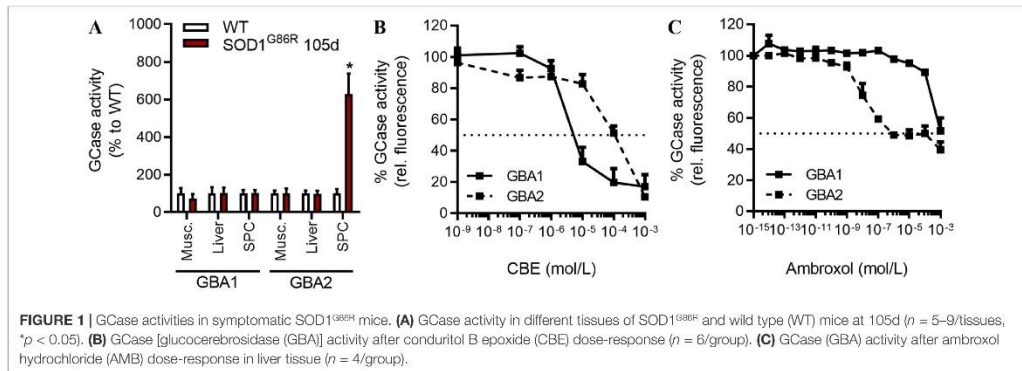 A
WT
SOD1G86R 105d
1000
800
600
400
200
0
*
GCase activity
(% to WT)
Musc.
Liver
SPC
Musc.
Liver
SPC
GBA1
GBA2
B
120
100
80
60
40
20
0
% GCase activity
(rel. fluorescence)
GBA1
GBA2
10-9
10-8
10-7
10-6
10-5
10-4
10-3
CBE (mol/L)
C
120
100
80
60
40
20
0
% GCase activity
(rel. fluorescence)
GBA1
GBA2
10-15
10-13
10-11
10-9
10-7
10-5
10-3
Ambroxol (mol/L)
FIGURE 1 | GCase activities in symptomatic SOD1G86R mice. (A) GCase activity in different tissues of SOD1G86R and wild type (WT) mice at 105d (n = 5–9/tissues,
*p < 0.05). (B) GCase [glucocerebrosidase (GBA)] activity after conduritol B epoxide (CBE) dose-response (n = 6/group). (C) GCase (GBA) activity after ambroxol
hydrochloride (AMB) dose-response in liver tissue (n = 4/group).